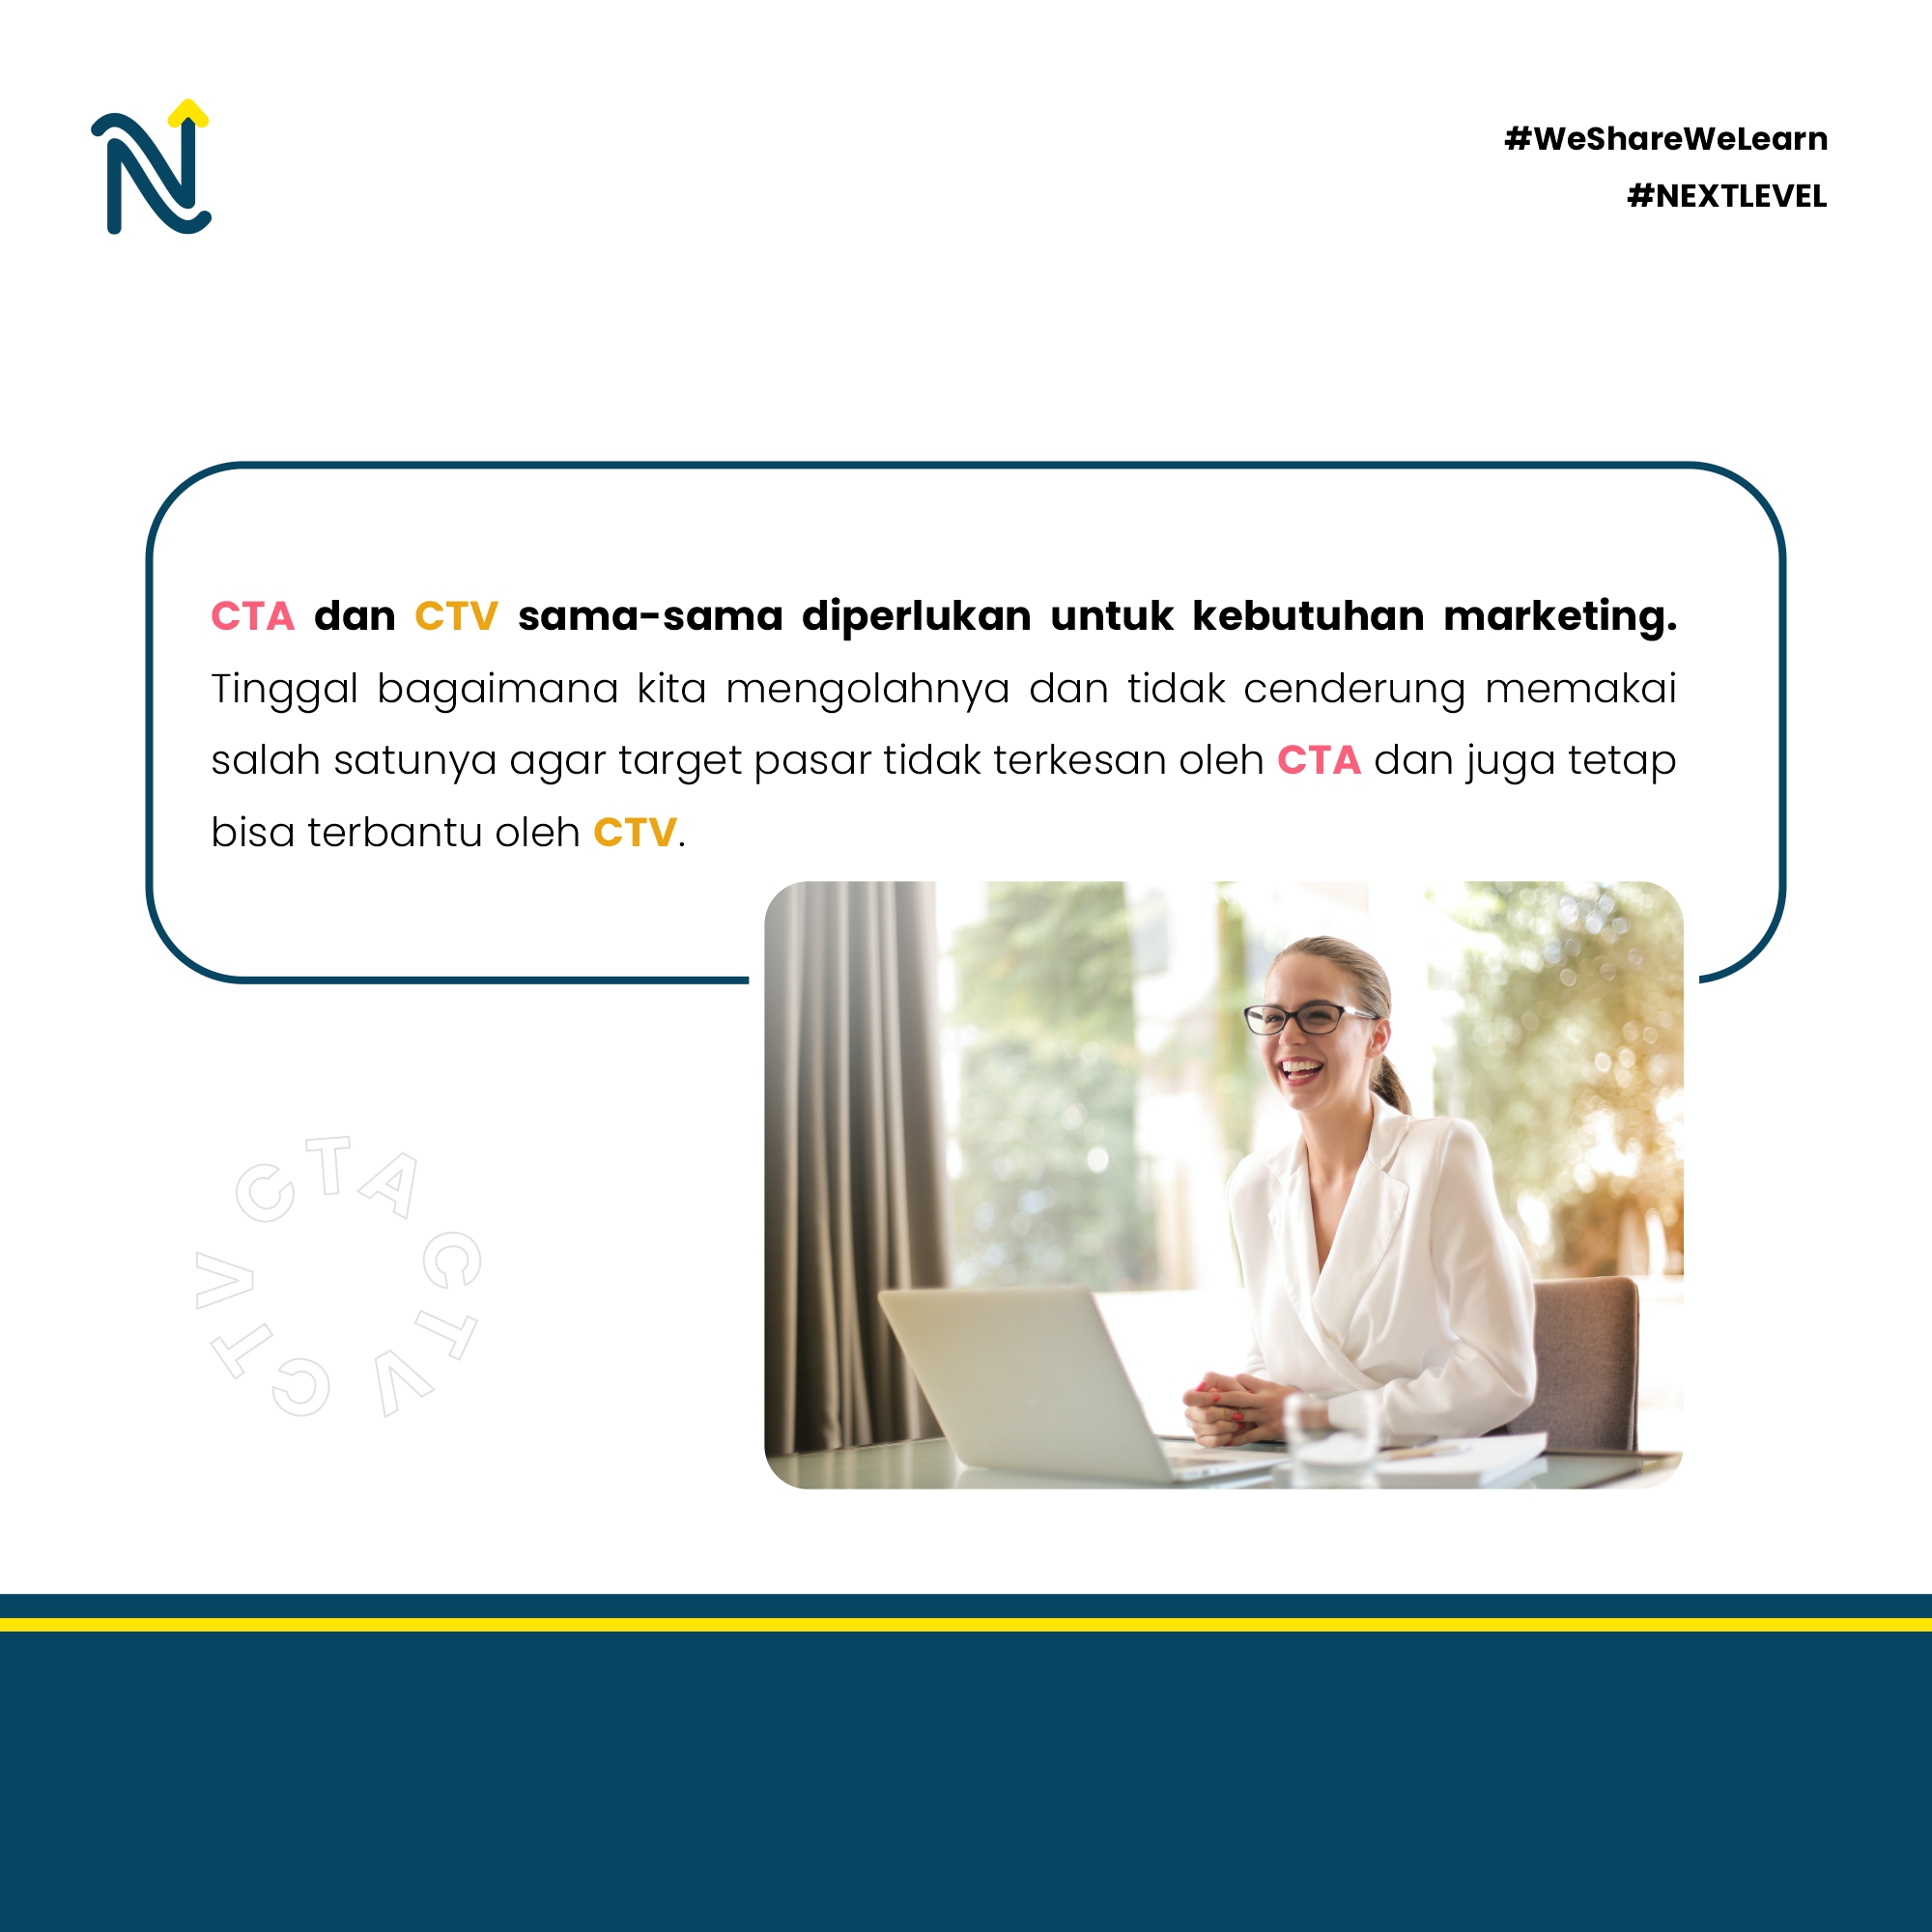 #WeShareWeLearn
#NEXTLEVEL
CTA dan CTV sama-sama diperlukan untuk kebutuhan marketing.
Tinggal bagaimana kita mengolahnya dan tidak cenderung memakai
salah satunya agar target pasar tidak terkesan oleh CTA dan juga tetap
bisa terbantu oleh CTV.
CTA CTV CTV